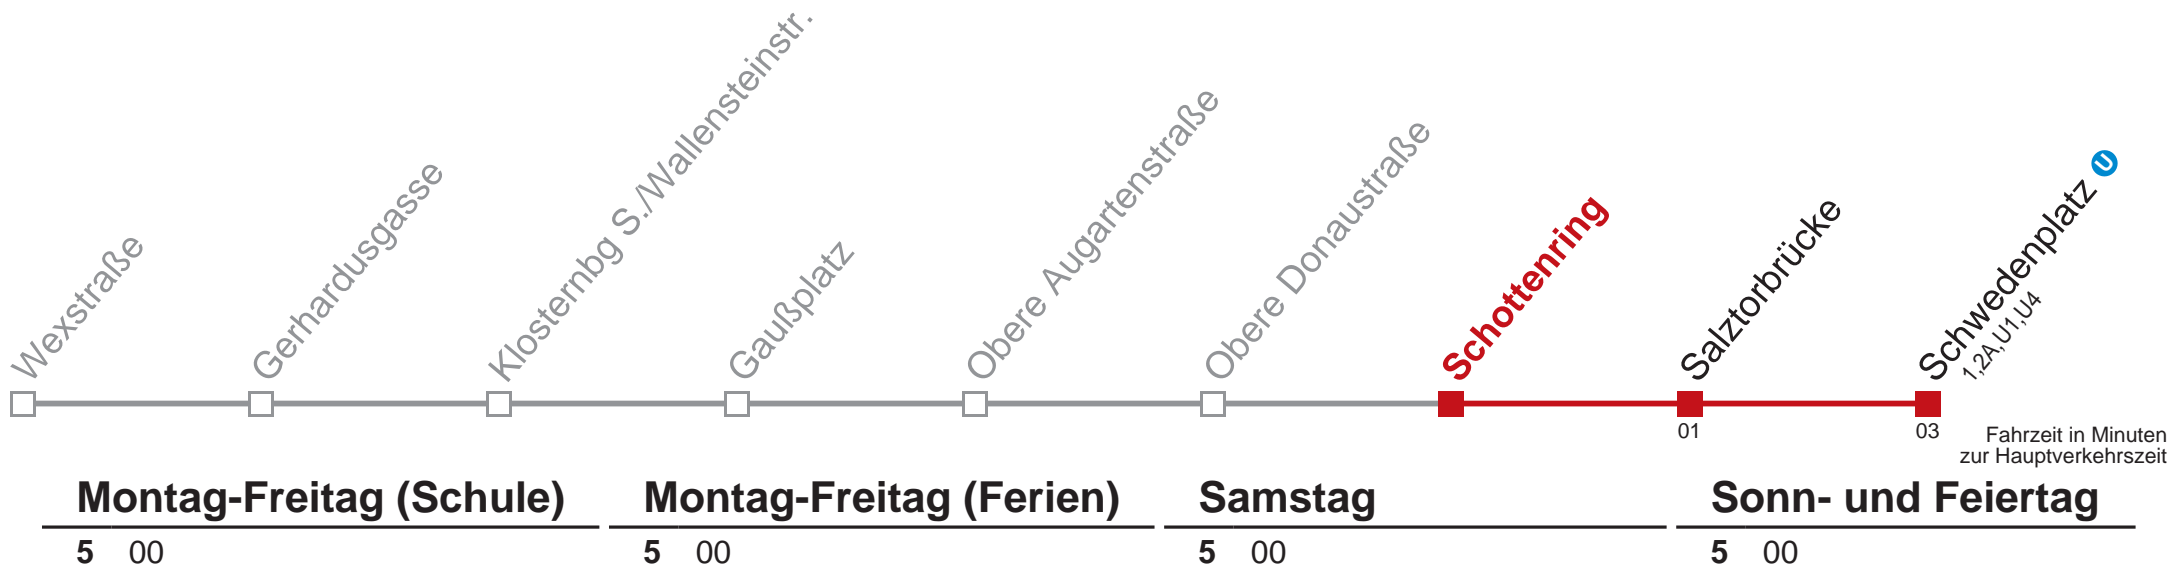 Wexstraße
Gerhardusgasse
Klosternbg S./Wallensteinstr.
Gaußplatz
Obere Augartenstraße
Obere Donaustraße
Schottenring
Salztorbrücke
Schwedenplatz U
1,2A,U1,U4
01
03
Fahrzeit in Minuten
zur Hauptverkehrszeit
Montag-Freitag (Schule)
5 00
Montag-Freitag (Ferien)
5 00
Samstag
5 00
Sonn- und Feiertag
5 00